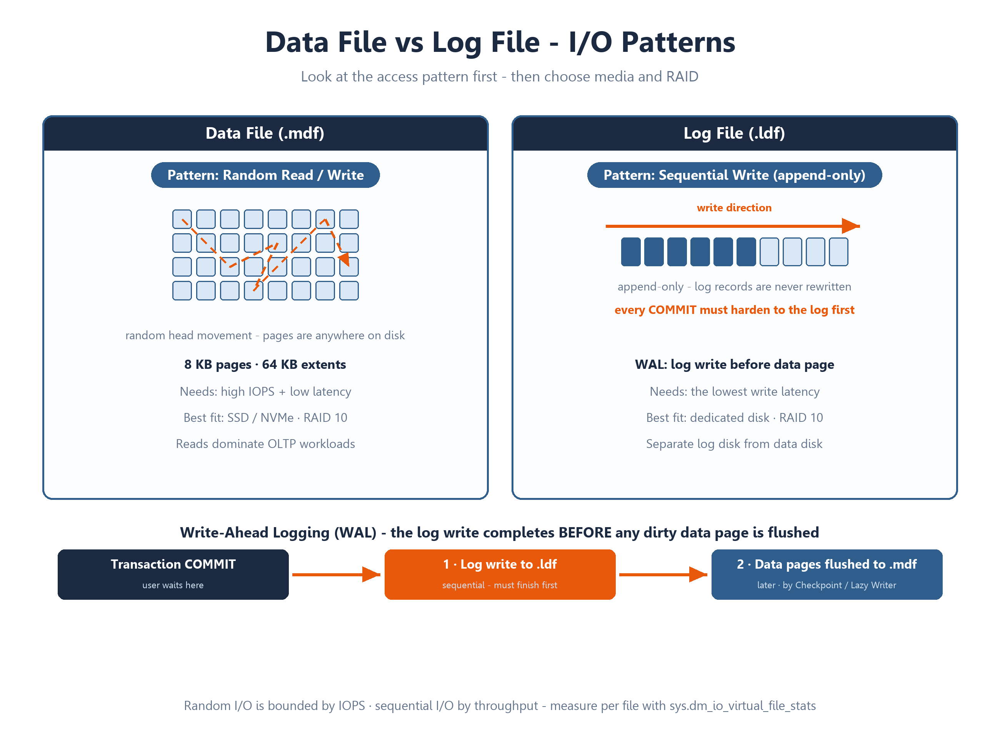 Data File vs Log File - I/O Patterns
Look at the access pattern first - then choose media and RAID
Data File (.mdf)
Pattern: Random Read / Write
random head movement - pages are anywhere on disk
8 KB pages · 64 KB extents
Needs: high IOPS + low latency
Best fit: SSD / NVMe · RAID 10
Reads dominate OLTP workloads
Log File (.ldf)
Pattern: Sequential Write (append-only)
write direction
append-only - log records are never rewritten
every COMMIT must harden to the log first
WAL: log write before data page
Needs: the lowest write latency
Best fit: dedicated disk · RAID 10
Separate log disk from data disk
Write-Ahead Logging (WAL) - the log write completes BEFORE any dirty data page is flushed
Transaction COMMIT
user waits here
1 · Log write to .ldf
sequential - must finish first
2 · Data pages flushed to .mdf
later · by Checkpoint / Lazy Writer
Random I/O is bounded by IOPS · sequential I/O by throughput - measure per file with sys.dm_io_virtual_file_stats